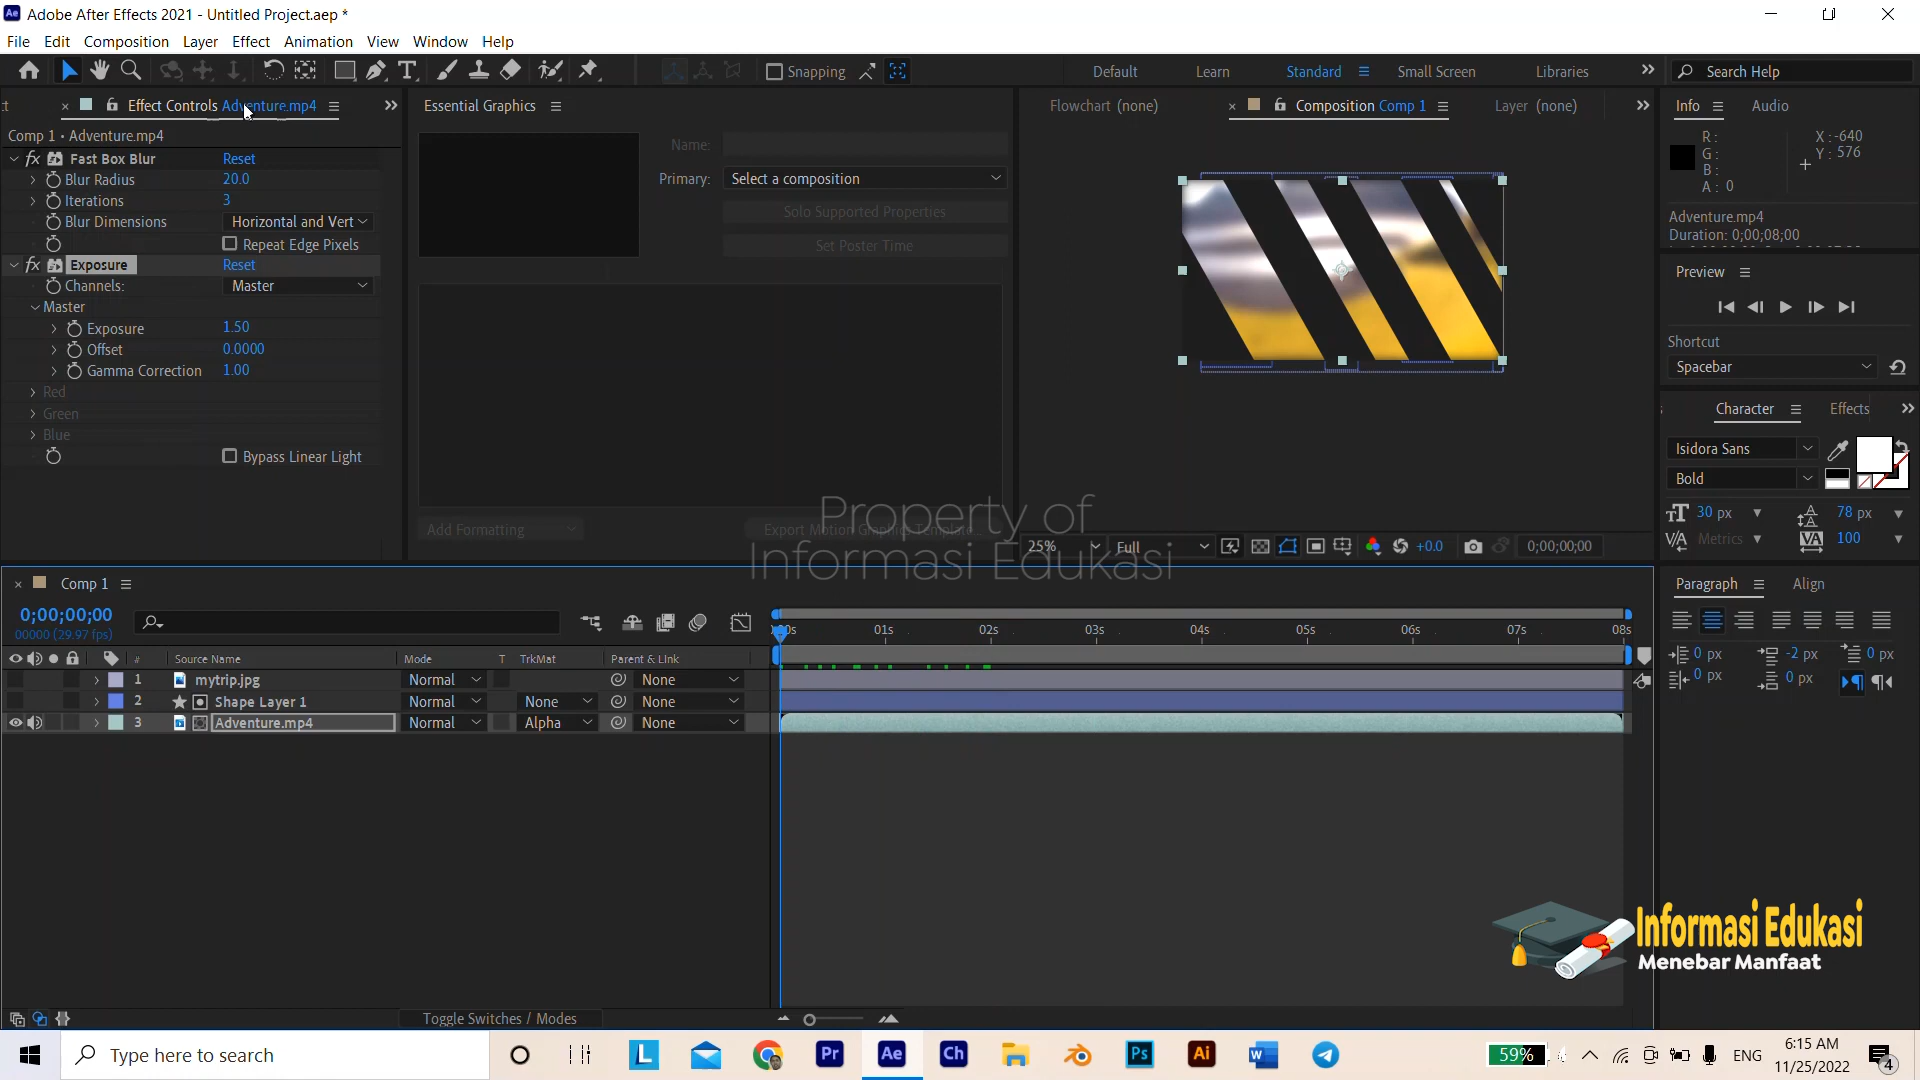 Adobe After Effects 2021 - Untitled Project.aep *
File Edit Composition Layer Effect Animation View Window Help
Snapping
Default Learn Standard Small Screen Libraries
Search Help
Effect Controls Adventure.mp4
Comp 1 • Adventure.mp4
fx Fast Box Blur Reset
Blur Radius 20.0
Iterations 3
Blur Dimensions Horizontal and Vert
Repeat Edge Pixels
fx Exposure Reset
Channels: Master
Master
Exposure 1.50
Offset 0.0000
Gamma Correction 1.00
Red
Green
Blue
Bypass Linear Light
Essential Graphics
Name:
Primary: Select a composition
Solo Supported Properties
Set Poster Time
Add Formatting
Export Motion Graphics Template...
Property of
Informasi Edukasi
Flowchart (none) Composition Comp 1 Layer (none)
25% Full +0.0 0;00;00;00
Info Audio
R :
G :
B :
A : 0
X : -640
Y : 576
Adventure.mp4
Duration: 0;00;08;00
Preview
Shortcut
Spacebar
Character Effects
Isidora Sans
Bold
30 px 78 px
Metrics 100
Paragraph Align
0 px -2 px 0 px
0 px 0 px
Comp 1
0;00;00;00
00000 (29.97 fps)
# Source Name Mode T TrkMat Parent & Link
1 mytrip.jpg Normal None
2 Shape Layer 1 Normal None None
3 Adventure.mp4 Normal Alpha None
00s 01s 02s 03s 04s 05s 06s 07s 08s
Informasi Edukasi
Menebar Manfaat
Toggle Switches / Modes
Type here to search
L Pr Ae Ch Ps Ai W
59% ENG
6:15 AM
11/25/2022
4